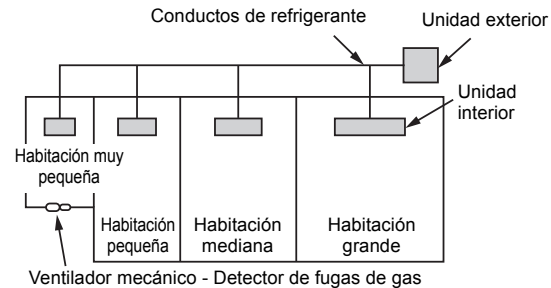 Conductos de refrigerante
Unidad exterior
Unidad
interior
Habitación muy
pequeña
Habitación
pequeña
Habitación
mediana
Habitación
grande
Ventilador mecánico - Detector de fugas de gas